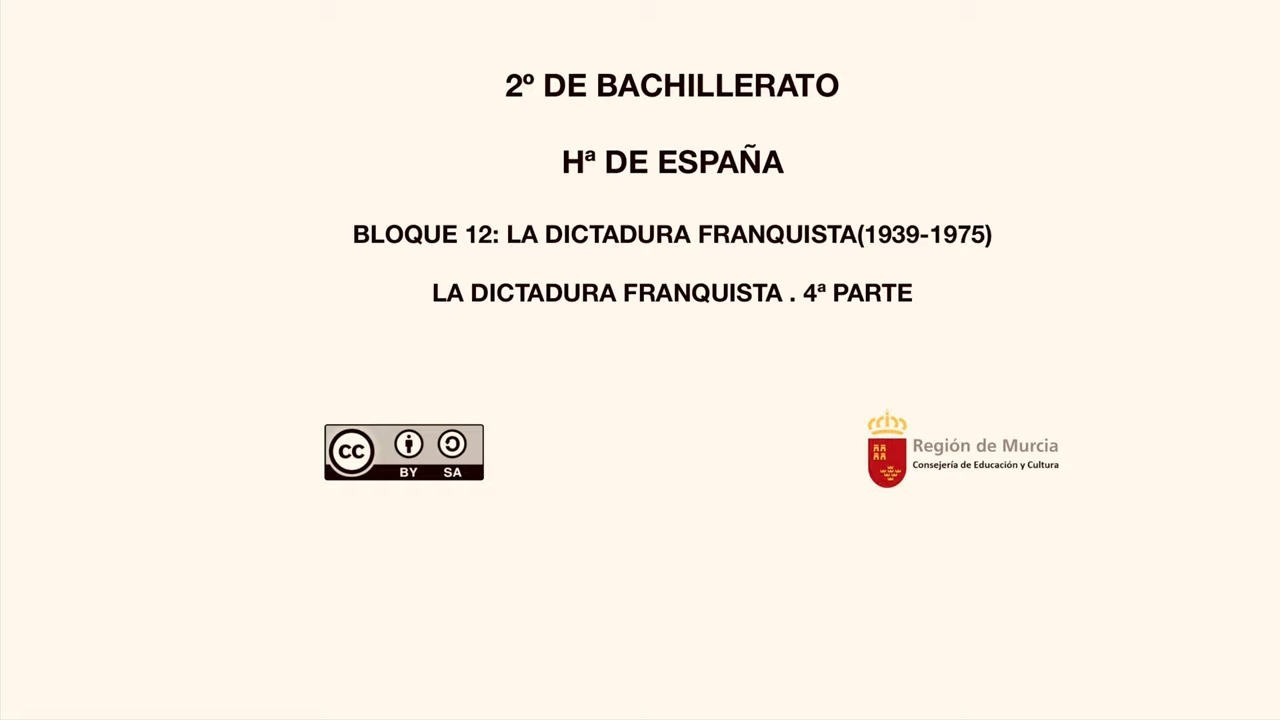 2º DE BACHILLERATO
Hª DE ESPAÑA
BLOQUE 12: LA DICTADURA FRANQUISTA(1939-1975)
LA DICTADURA FRANQUISTA . 4ª PARTE
CC
BY SA
Región de Murcia
Consejería de Educación y Cultura